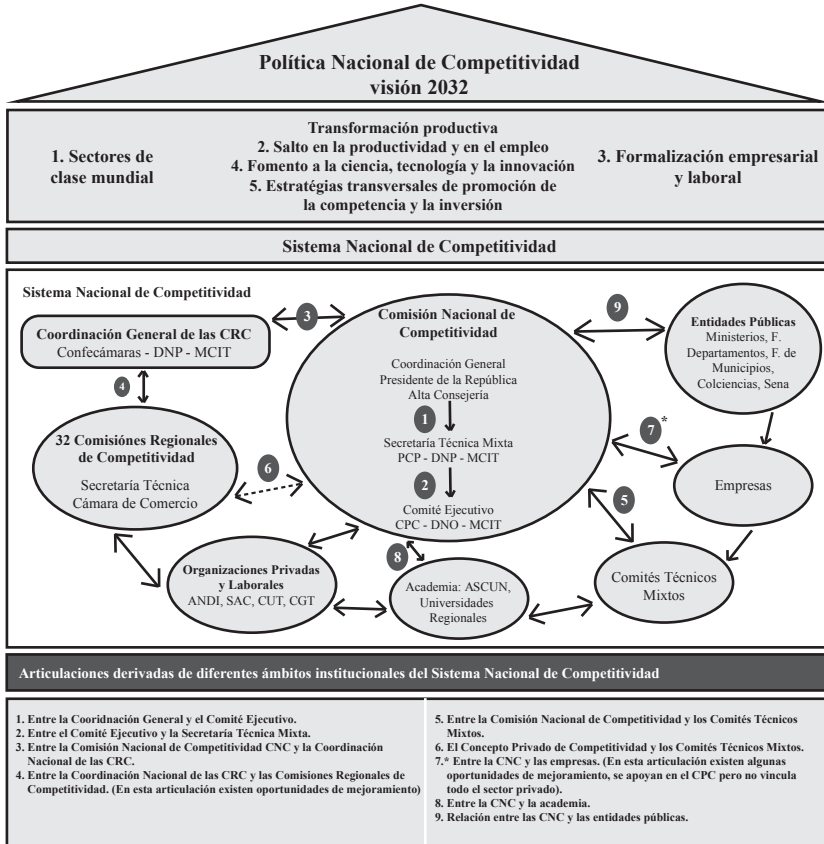 Política Nacional de Competitividad
visión 2032
1. Sectores de
clase mundial
Transformación productiva
2. Salto en la productividad y en el empleo
4. Fomento a la ciencia, tecnología y la innovación
5. Estratégias transversales de promoción de
la competencia y la inversión
3. Formalización empresarial
y laboral
Sistema Nacional de Competitividad
Sistema Nacional de Competitividad
Coordinación General de las CRC
Confecámaras - DNP - MCIT
3
Comisión Nacional de
Competitividad
Coordinación General
Presidente de la República
Alta Consejería
1
Secretaría Técnica Mixta
PCP - DNP - MCIT
2
Comité Ejecutivo
CPC - DNO - MCIT
9
Entidades Públicas
Ministerios, F.
Departamentos, F. de
Municipios,
Colciencias, Sena
4
32 Comisiónes Regionales
de Competitividad
Secretaría Técnica
Cámara de Comercio
6
7*
Empresas
5
8
Organizaciones Privadas
y Laborales
ANDI, SAC, CUT, CGT
Academia: ASCUN,
Universidades
Regionales
Comités Técnicos
Mixtos
Articulaciones derivadas de diferentes ámbitos institucionales del Sistema Nacional de Competitividad
1. Entre la Cooridnación General y el Comité Ejecutivo.
2. Entre el Comité Ejecutivo y la Secretaría Técnica Mixta.
3. Entre la Comisión Nacional de Competitividad CNC y la Coordinación
Nacional de las CRC.
4. Entre la Coordinación Nacional de las CRC y las Comisiones Regionales de
Competitividad. (En esta articulación existen oportunidades de mejoramiento)
5. Entre la Comisión Nacional de Competitividad y los Comités Técnicos
Mixtos.
6. El Concepto Privado de Competitividad y los Comités Técnicos Mixtos.
7.* Entre la CNC y las empresas. (En esta articulación existen algunas
oportunidades de mejoramiento, se apoyan en el CPC pero no vincula
todo el sector privado).
8. Entre la CNC y la academia.
9. Relación entre las CNC y las entidades públicas.